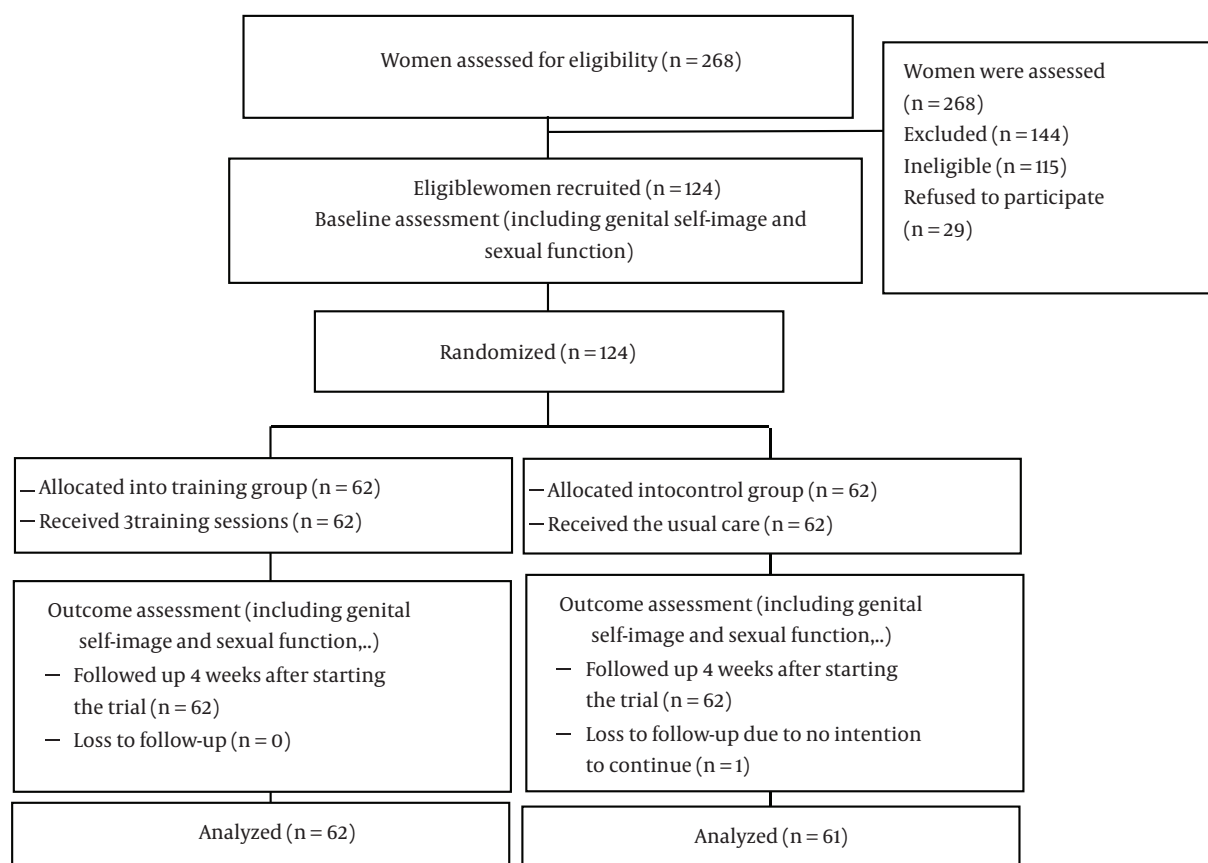 Women assessed for eligibility (n = 268)
Women were assessed
(n = 268)
Excluded (n = 144)
Ineligible (n = 115)
Refused to participate
(n = 29)
Eligiblewomen recruited (n = 124)
Baseline assessment (including genital self-image and
sexual function)
Randomized (n = 124)
— Allocated into training group (n = 62)
— Received 3training sessions (n = 62)
— Allocated intocontrol group (n = 62)
— Received the usual care (n = 62)
Outcome assessment (including genital
self-image and sexual function,..)
— Followed up 4 weeks after starting
the trial (n = 62)
— Loss to follow-up (n = 0)
Outcome assessment (including genital
self-image and sexual function,..)
— Followed up 4 weeks after starting
the trial (n = 62)
— Loss to follow-up due to no intention
to continue (n = 1)
Analyzed (n = 62)
Analyzed (n = 61)